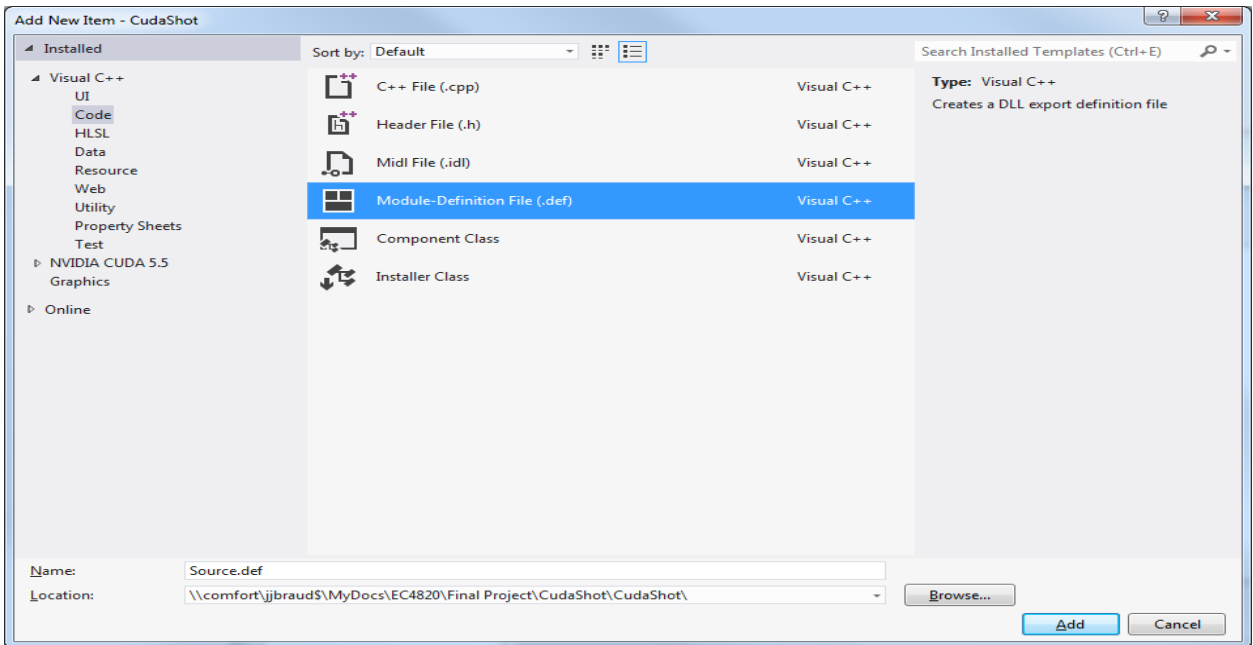 Add New Item - CudaShot
Installed
Sort by: Default
Search Installed Templates (Ctrl+E)
Visual C++
UI
Code
HLSL
Data
Resource
Web
Utility
Property Sheets
Test
NVIDIA CUDA 5.5
Graphics
Online
C++ File (.cpp) Visual C++
Header File (.h) Visual C++
Midl File (.idl) Visual C++
Module-Definition File (.def) Visual C++
Component Class Visual C++
Installer Class Visual C++
Type: Visual C++
Creates a DLL export definition file
Name: Source.def
Location: \\comfort\jjbraud$\MyDocs\EC4820\Final Project\CudaShot\CudaShot\
Browse...
Add Cancel